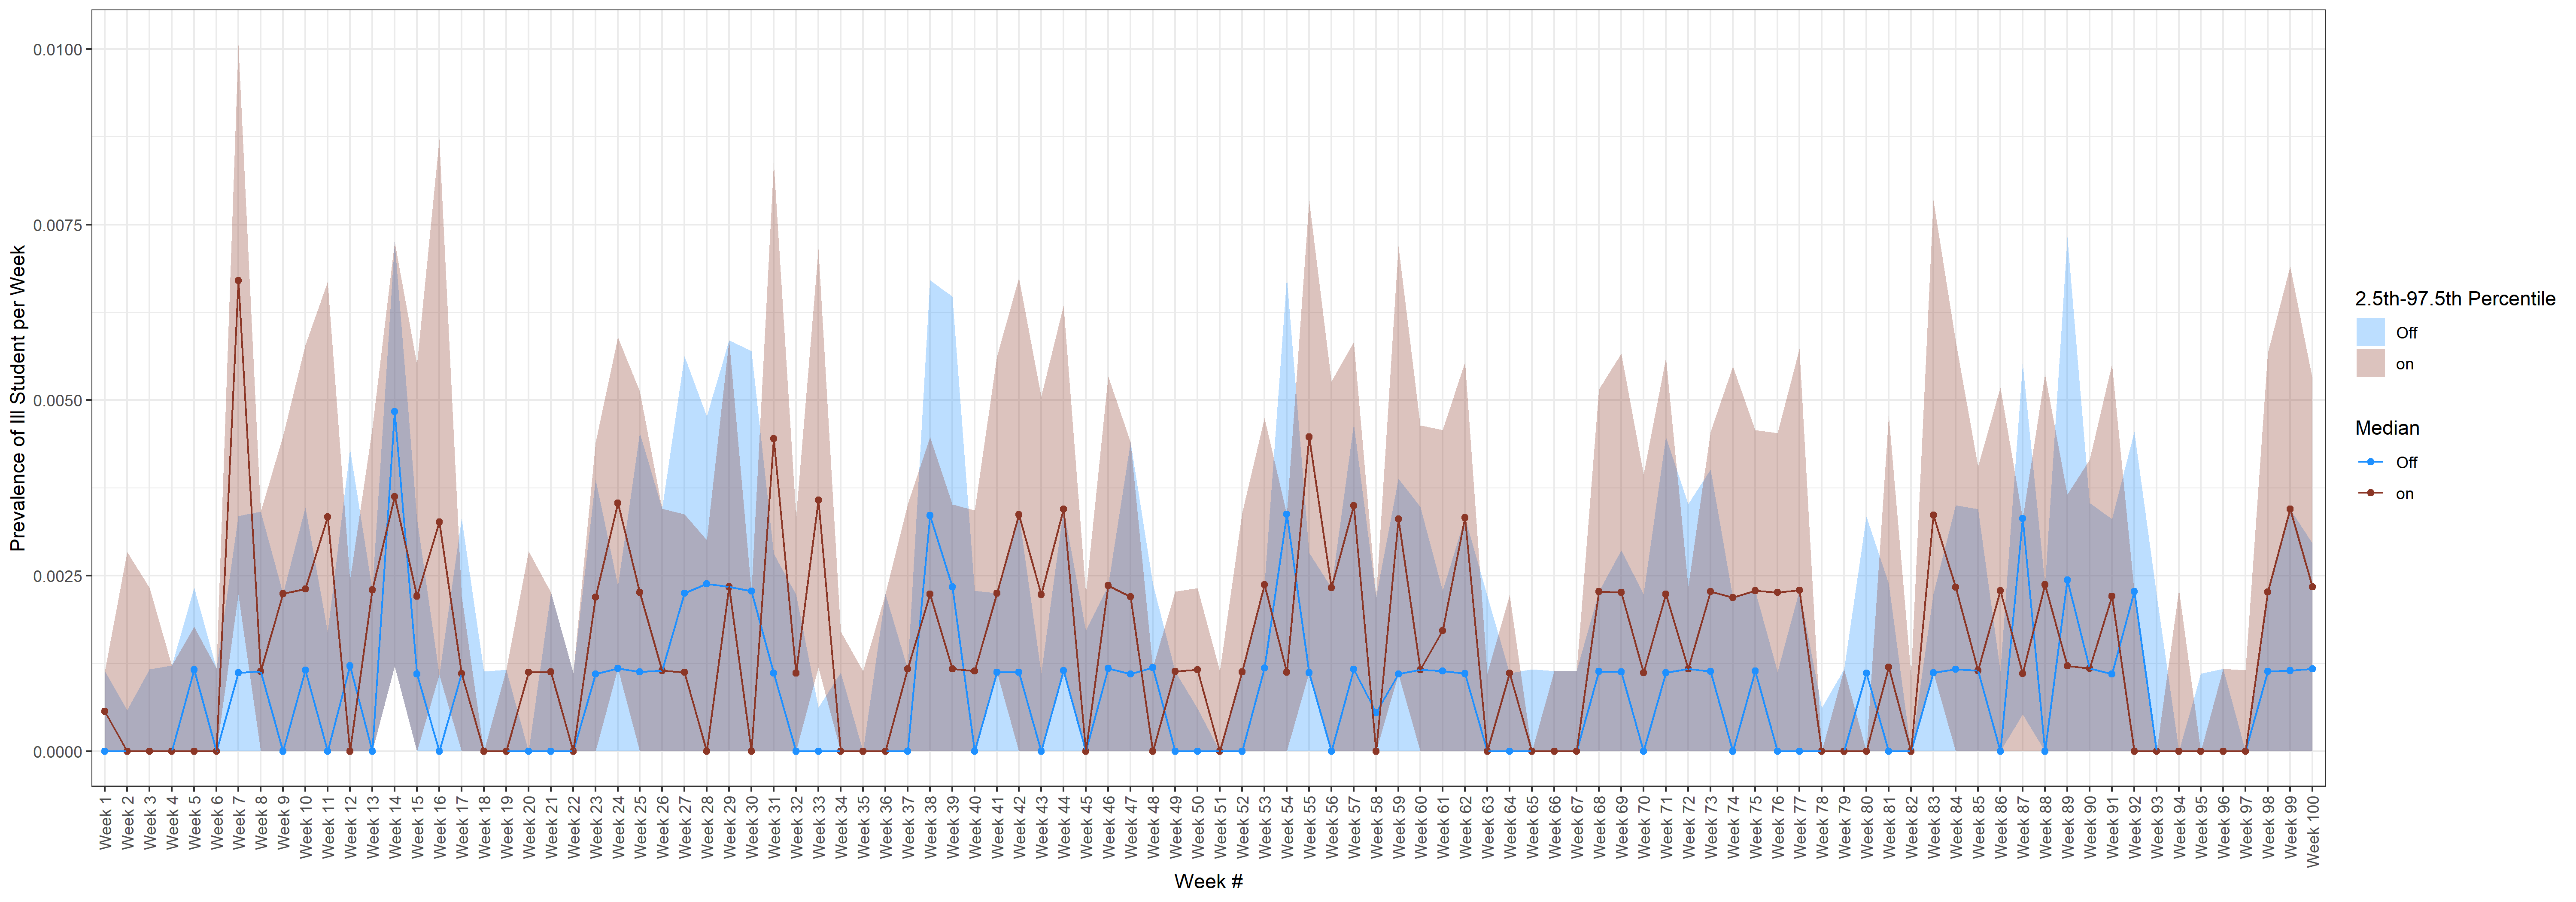 0.0100
0.0075
0.0050
0.0025
0.0000
Prevalence of Ill Student per Week
Week 1
Week 2
Week 3
Week 4
Week 5
Week 6
Week 7
Week 8
Week 9
Week 10
Week 11
Week 12
Week 13
Week 14
Week 15
Week 16
Week 17
Week 18
Week 19
Week 20
Week 21
Week 22
Week 23
Week 24
Week 25
Week 26
Week 27
Week 28
Week 29
Week 30
Week 31
Week 32
Week 33
Week 34
Week 35
Week 36
Week 37
Week 38
Week 39
Week 40
Week 41
Week 42
Week 43
Week 44
Week 45
Week 46
Week 47
Week 48
Week 49
Week 50
Week 51
Week 52
Week 53
Week 54
Week 55
Week 56
Week 57
Week 58
Week 59
Week 60
Week 61
Week 62
Week 63
Week 64
Week 65
Week 66
Week 67
Week 68
Week 69
Week 70
Week 71
Week 72
Week 73
Week 74
Week 75
Week 76
Week 77
Week 78
Week 79
Week 80
Week 81
Week 82
Week 83
Week 84
Week 85
Week 86
Week 87
Week 88
Week 89
Week 90
Week 91
Week 92
Week 93
Week 94
Week 95
Week 96
Week 97
Week 98
Week 99
Week 100
Week #
2.5th-97.5th Percentile
Off
on
Median
Off
on